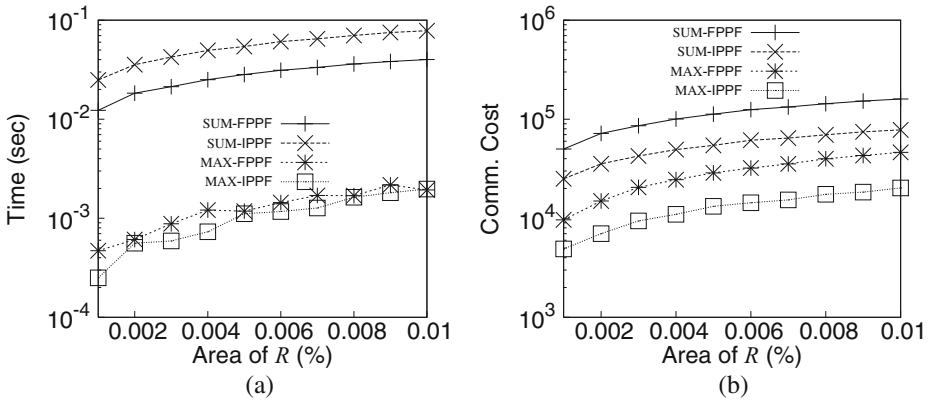 Time (sec)
10^-1
10^-2
10^-3
10^-4
SUM-FPPF
SUM-IPPF
MAX-FPPF
MAX-IPPF
0.002 0.004 0.006 0.008 0.01
Area of R (%)
(a)
Comm. Cost
10^6
10^5
10^4
10^3
SUM-FPPF
SUM-IPPF
MAX-FPPF
MAX-IPPF
0.002 0.004 0.006 0.008 0.01
Area of R (%)
(b)